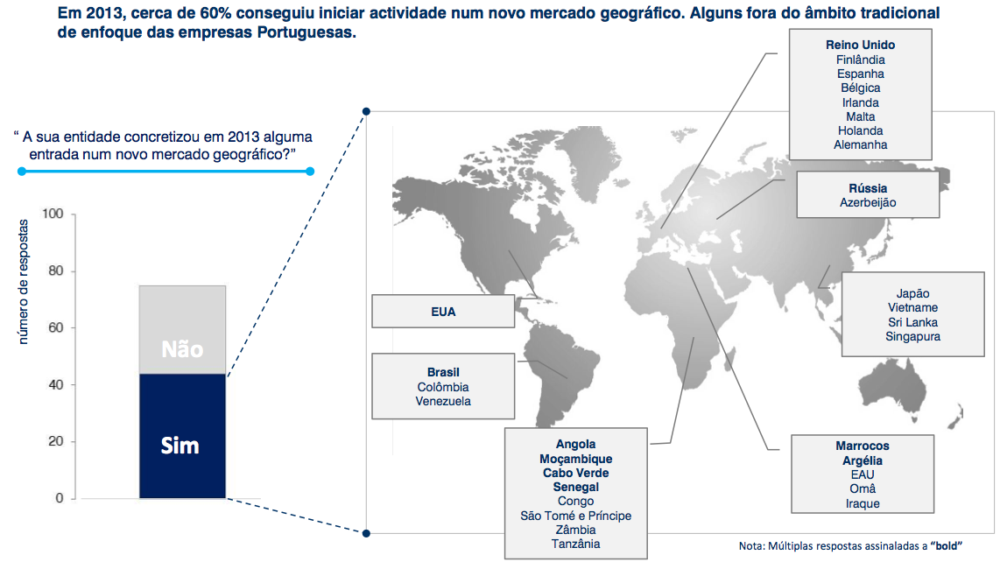 Em 2013, cerca de 60% conseguiu iniciar actividade num novo mercado geográfico. Alguns fora do âmbito tradicional
de enfoque das empresas Portuguesas.
“ A sua entidade concretizou em 2013 alguma
entrada num novo mercado geográfico?”
número de respostas
100
80
60
40
20
0
Não
Sim
Reino Unido
Finlândia
Espanha
Bélgica
Irlanda
Malta
Holanda
Alemanha
Rússia
Azerbeijão
Japão
Vietname
Sri Lanka
Singapura
EUA
Brasil
Colômbia
Venezuela
Angola
Moçambique
Cabo Verde
Senegal
Congo
São Tomé e Príncipe
Zâmbia
Tanzânia
Marrocos
Argélia
EAU
Omâ
Iraque
Nota: Múltiplas respostas assinaladas a “bold”